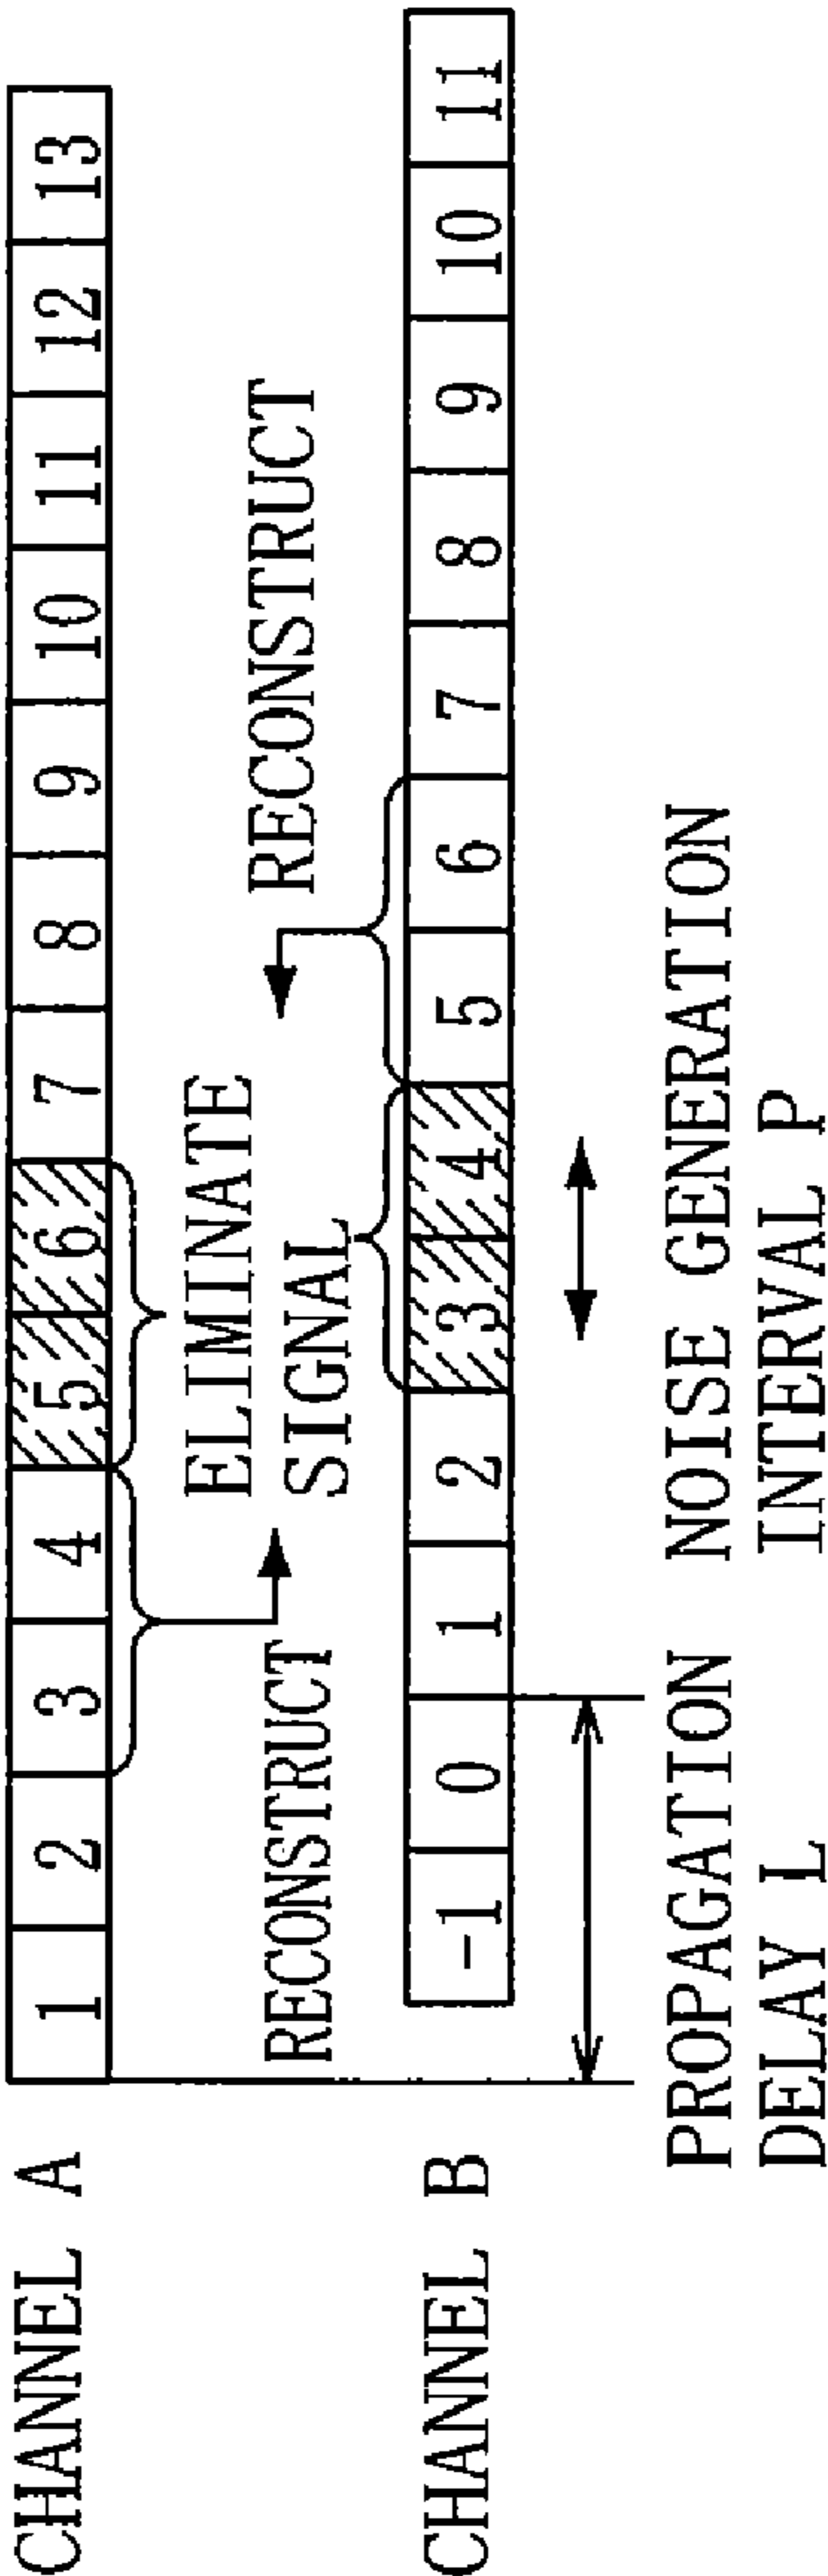 CHANNEL A
1 2 3 4 5 6 7 8 9 10 11 12 13
RECONSTRUCT
ELIMINATE
SIGNAL
RECONSTRUCT
CHANNEL B
-1 0 1 2 3 4 5 6 7 8 9 10 11
PROPAGATION
DELAY L
NOISE GENERATION
INTERVAL P